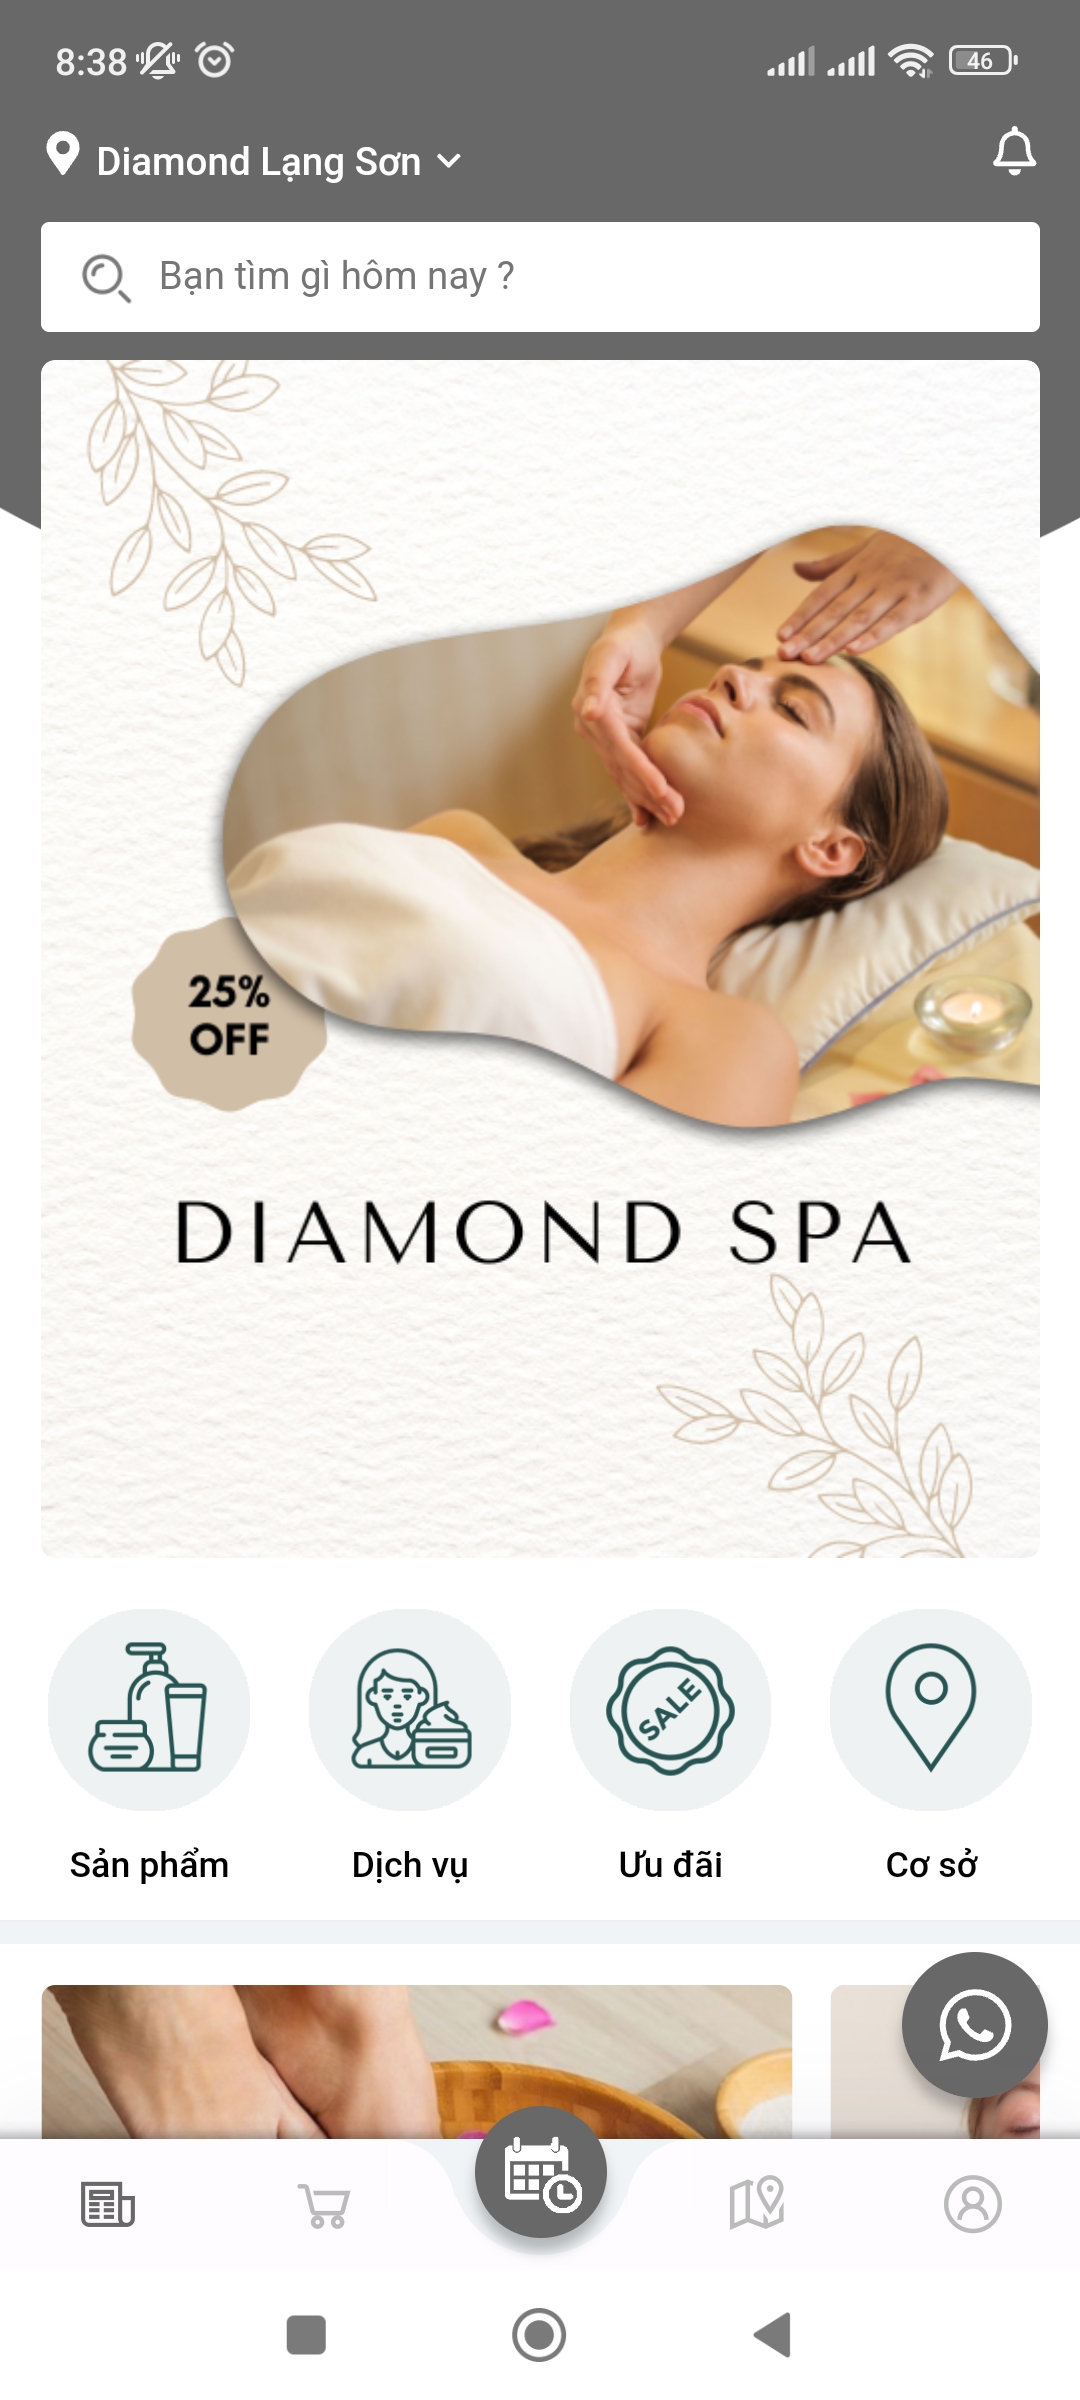 8:38
46
Diamond Lạng Sơn
Bạn tìm gì hôm nay ?
25%
OFF
DIAMOND SPA
SALE
Sản phẩm
Dịch vụ
Ưu đãi
Cơ sở